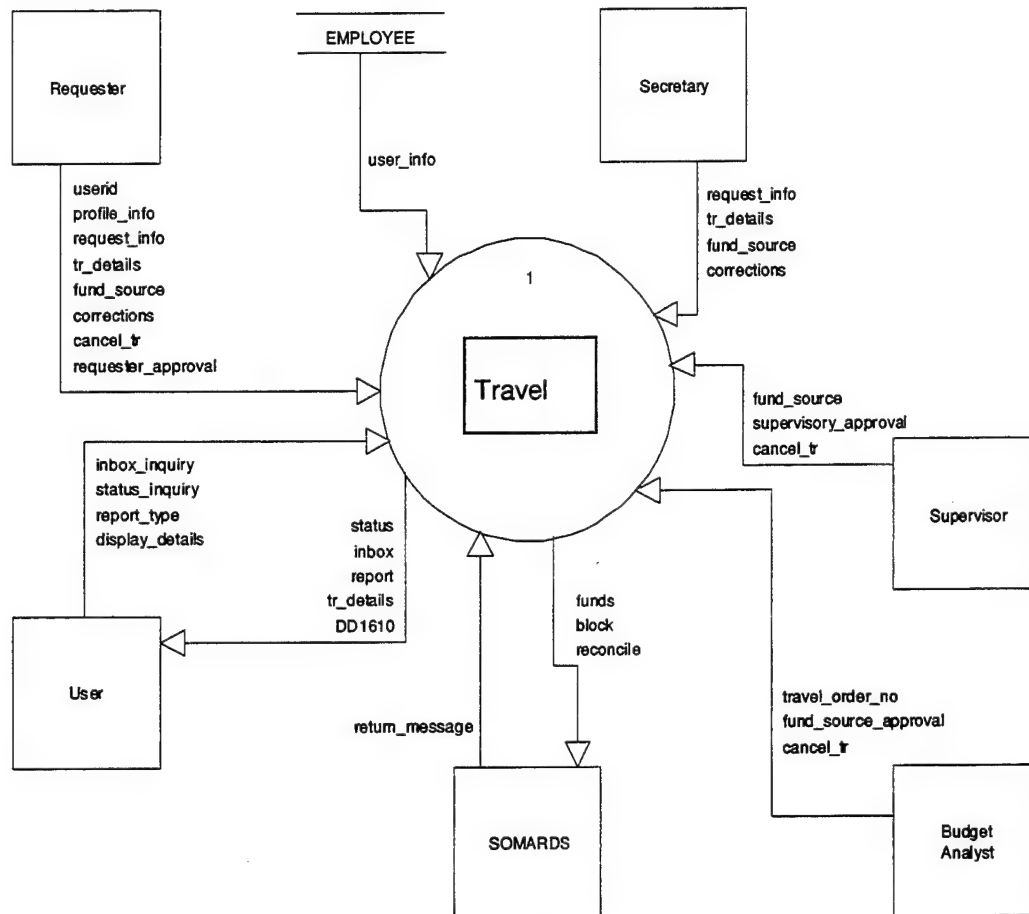 EMPLOYEE
Requester
Secretary
user_info
userid
profile_info
request_info
tr_details
fund_source
corrections
cancel_tr
requester_approval
request_info
tr_details
fund_source
corrections
1
Travel
fund_source
supervisory_approval
cancel_tr
Supervisor
inbox_inquiry
status_inquiry
report_type
display_details
status
inbox
report
tr_details
DD1610
User
funds
block
reconcile
return_message
travel_order_no
fund_source_approval
cancel_tr
SOMARDS
Budget
Analyst